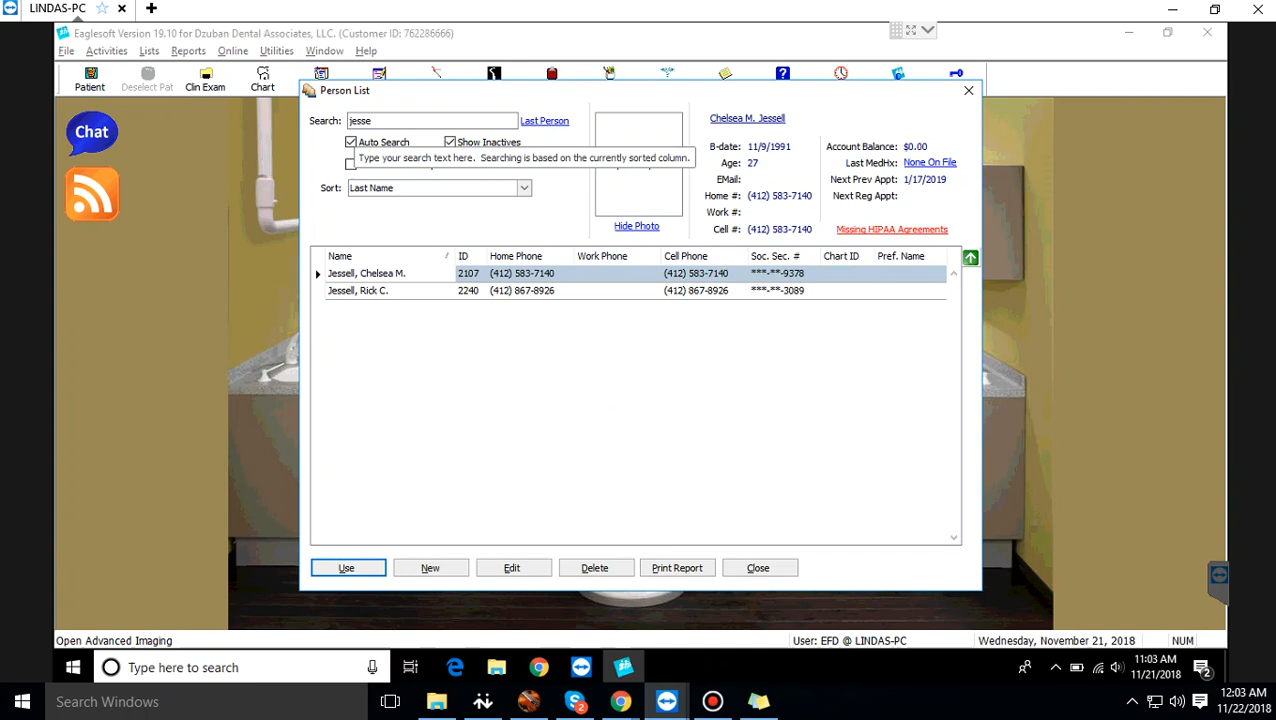 LINDAS-PC
Eaglesoft Version 19.10 for Dzuban Dental Associates, LLC. (Customer ID: 762286666)
File Activities Lists Reports Online Utilities Window Help
Patient Deselect Pat Clin Exam Chart
Person List
Search: jesse Last Person
Auto Search Show Inactives
Type your search text here. Searching is based on the currently sorted column.
Sort: Last Name
Hide Photo
Chelsea M. Jessell
B-date: 11/9/1991
Age: 27
EMail:
Home #: (412) 583-7140
Work #:
Cell #: (412) 583-7140
Account Balance: $0.00
Last MedHx: None On File
Next Prev Appt: 1/17/2019
Next Reg Appt:
Missing HIPAA Agreements
Name ID Home Phone Work Phone Cell Phone Soc. Sec. # Chart ID Pref. Name
Jessell, Chelsea M. 2107 (412) 583-7140 (412) 583-7140 ***-**-9378
Jessell, Rick C. 2240 (412) 867-8926 (412) 867-8926 ***-**-3089
Use New Edit Delete Print Report Close
Chat
Open Advanced Imaging User: EFD @ LINDAS-PC Wednesday, November 21, 2018 NUM
Type here to search
11:03 AM
11/21/2018
2
Search Windows
2
12:03 AM
11/22/2018